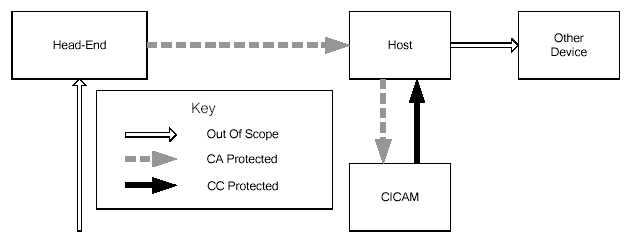 Head-End
Host
Other
Device
Key
Out Of Scope
CA Protected
CC Protected
CICAM